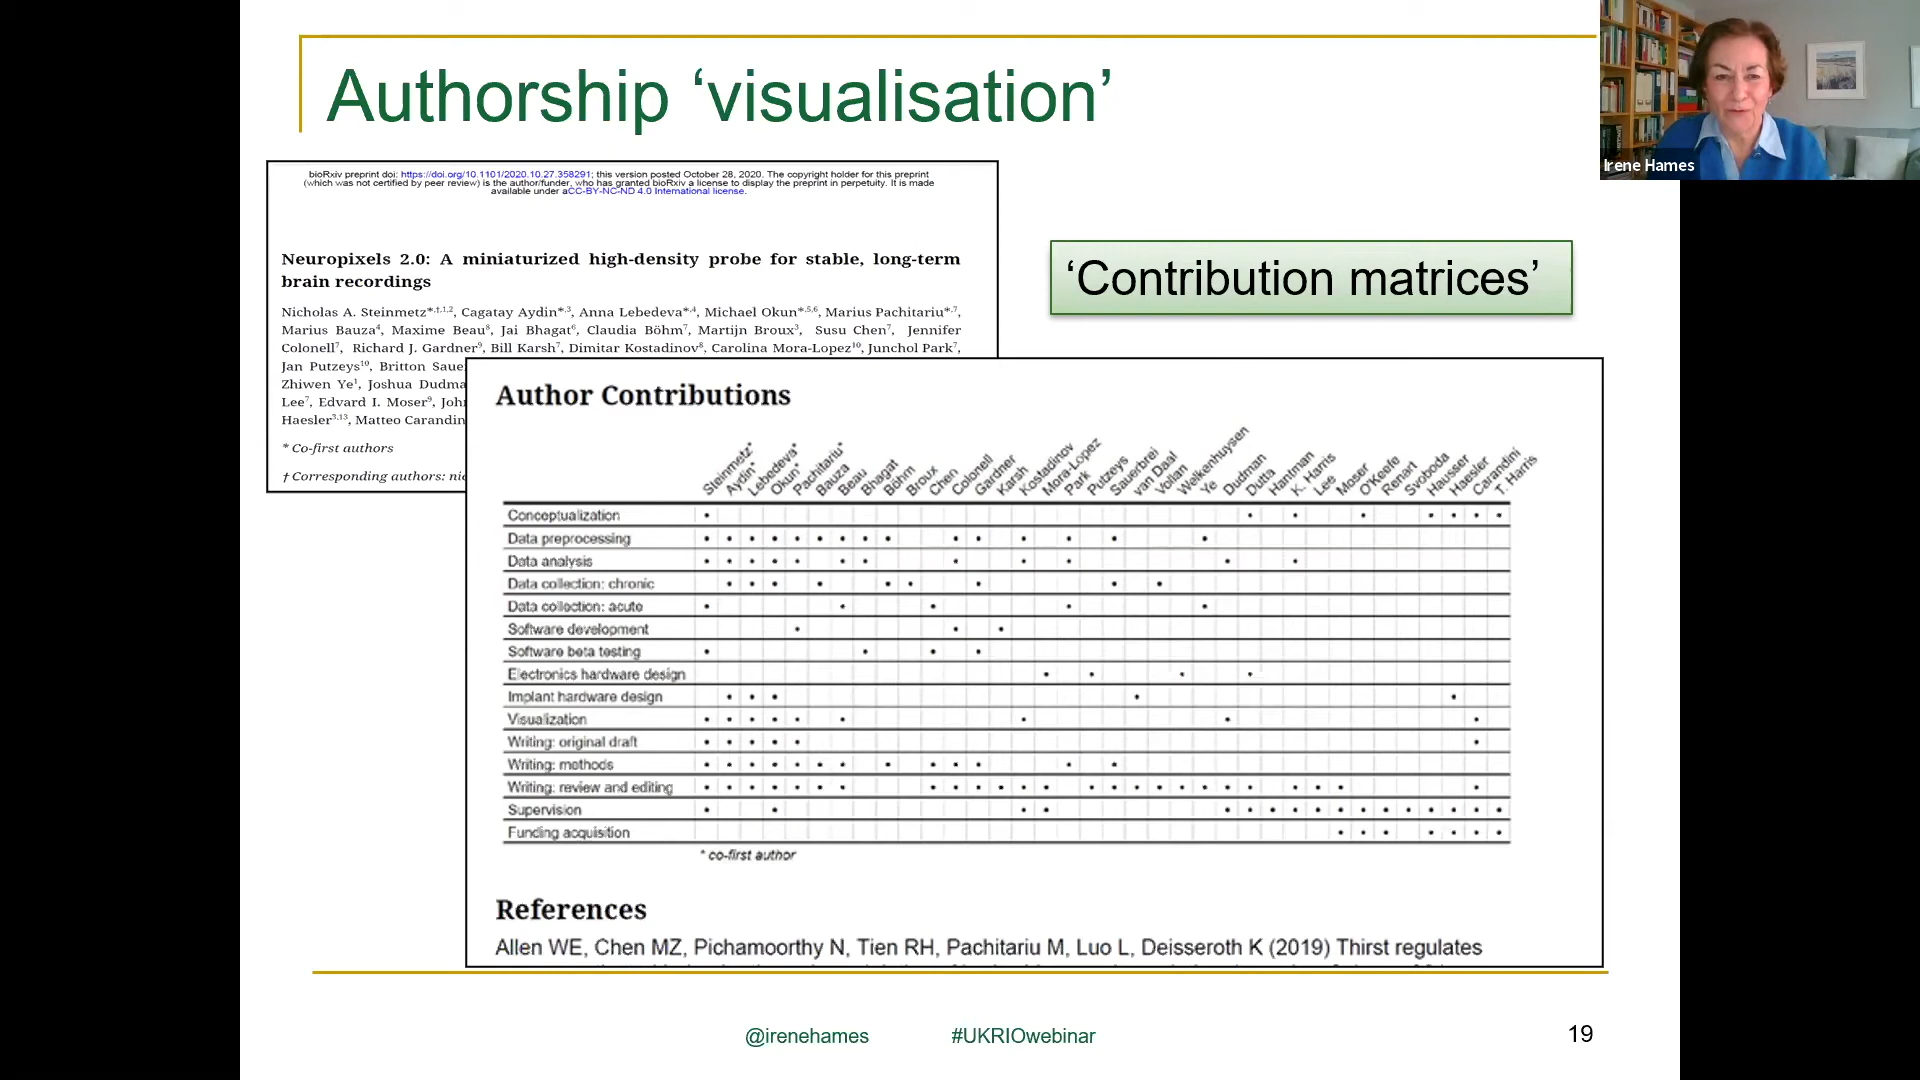 Authorship ‘visualisation’
Irene Hames
bioRxiv preprint doi: https://doi.org/10.1101/2020.10.27.358291; this version posted October 28, 2020. The copyright holder for this preprint
(which was not certified by peer review) is the author/funder, who has granted bioRxiv a license to display the preprint in perpetuity. It is made
available under aCC-BY-NC-ND 4.0 International license.
‘Contribution matrices’
Neuropixels 2.0: A miniaturized high-density probe for stable, long-term
brain recordings
Nicholas A. Steinmetz*,†,1,2, Cagatay Aydin*,3, Anna Lebedeva*,4, Michael Okun*,5,6, Marius Pachitariu*,7,
Marius Bauza4, Maxime Beau8, Jai Bhagat6, Claudia Böhm7, Martijn Broux3, Susu Chen7, Jennifer
Colonell7, Richard J. Gardner9, Bill Karsh7, Dimitar Kostadinov8, Carolina Mora-Lopez10, Junchol Park7,
Jan Putzeys10, Britton Saue
Zhiwen Ye1, Joshua Dudma
Lee7, Edvard I. Moser9, Joh
Haesler3,13, Matteo Carandin
* Co-first authors
† Corresponding authors: nic
Author Contributions
Steinmetz*
Aydin*
Lebedeva*
Okun*
Pachitariu*
Bauza
Beau
Bhagat
Böhm
Broux
Chen
Colonell
Gardner
Karsh
Kostadinov
Mora-Lopez
Park
Putzeys
Sauerbrei
van Daal
Vollan
Welkenhuysen
Ye
Dudman
Dutta
Hantman
K. Harris
Lee
Moser
O'Keefe
Renart
Svoboda
Hausser
Haesler
Carandini
T. Harris
Conceptualization
Data preprocessing
Data analysis
Data collection: chronic
Data collection: acute
Software development
Software beta testing
Electronics hardware design
Implant hardware design
Visualization
Writing: original draft
Writing: methods
Writing: review and editing
Supervision
Funding acquisition
* co-first author
References
Allen WE, Chen MZ, Pichamoorthy N, Tien RH, Pachitariu M, Luo L, Deisseroth K (2019) Thirst regulates
@irenehames #UKRIOwebinar 19